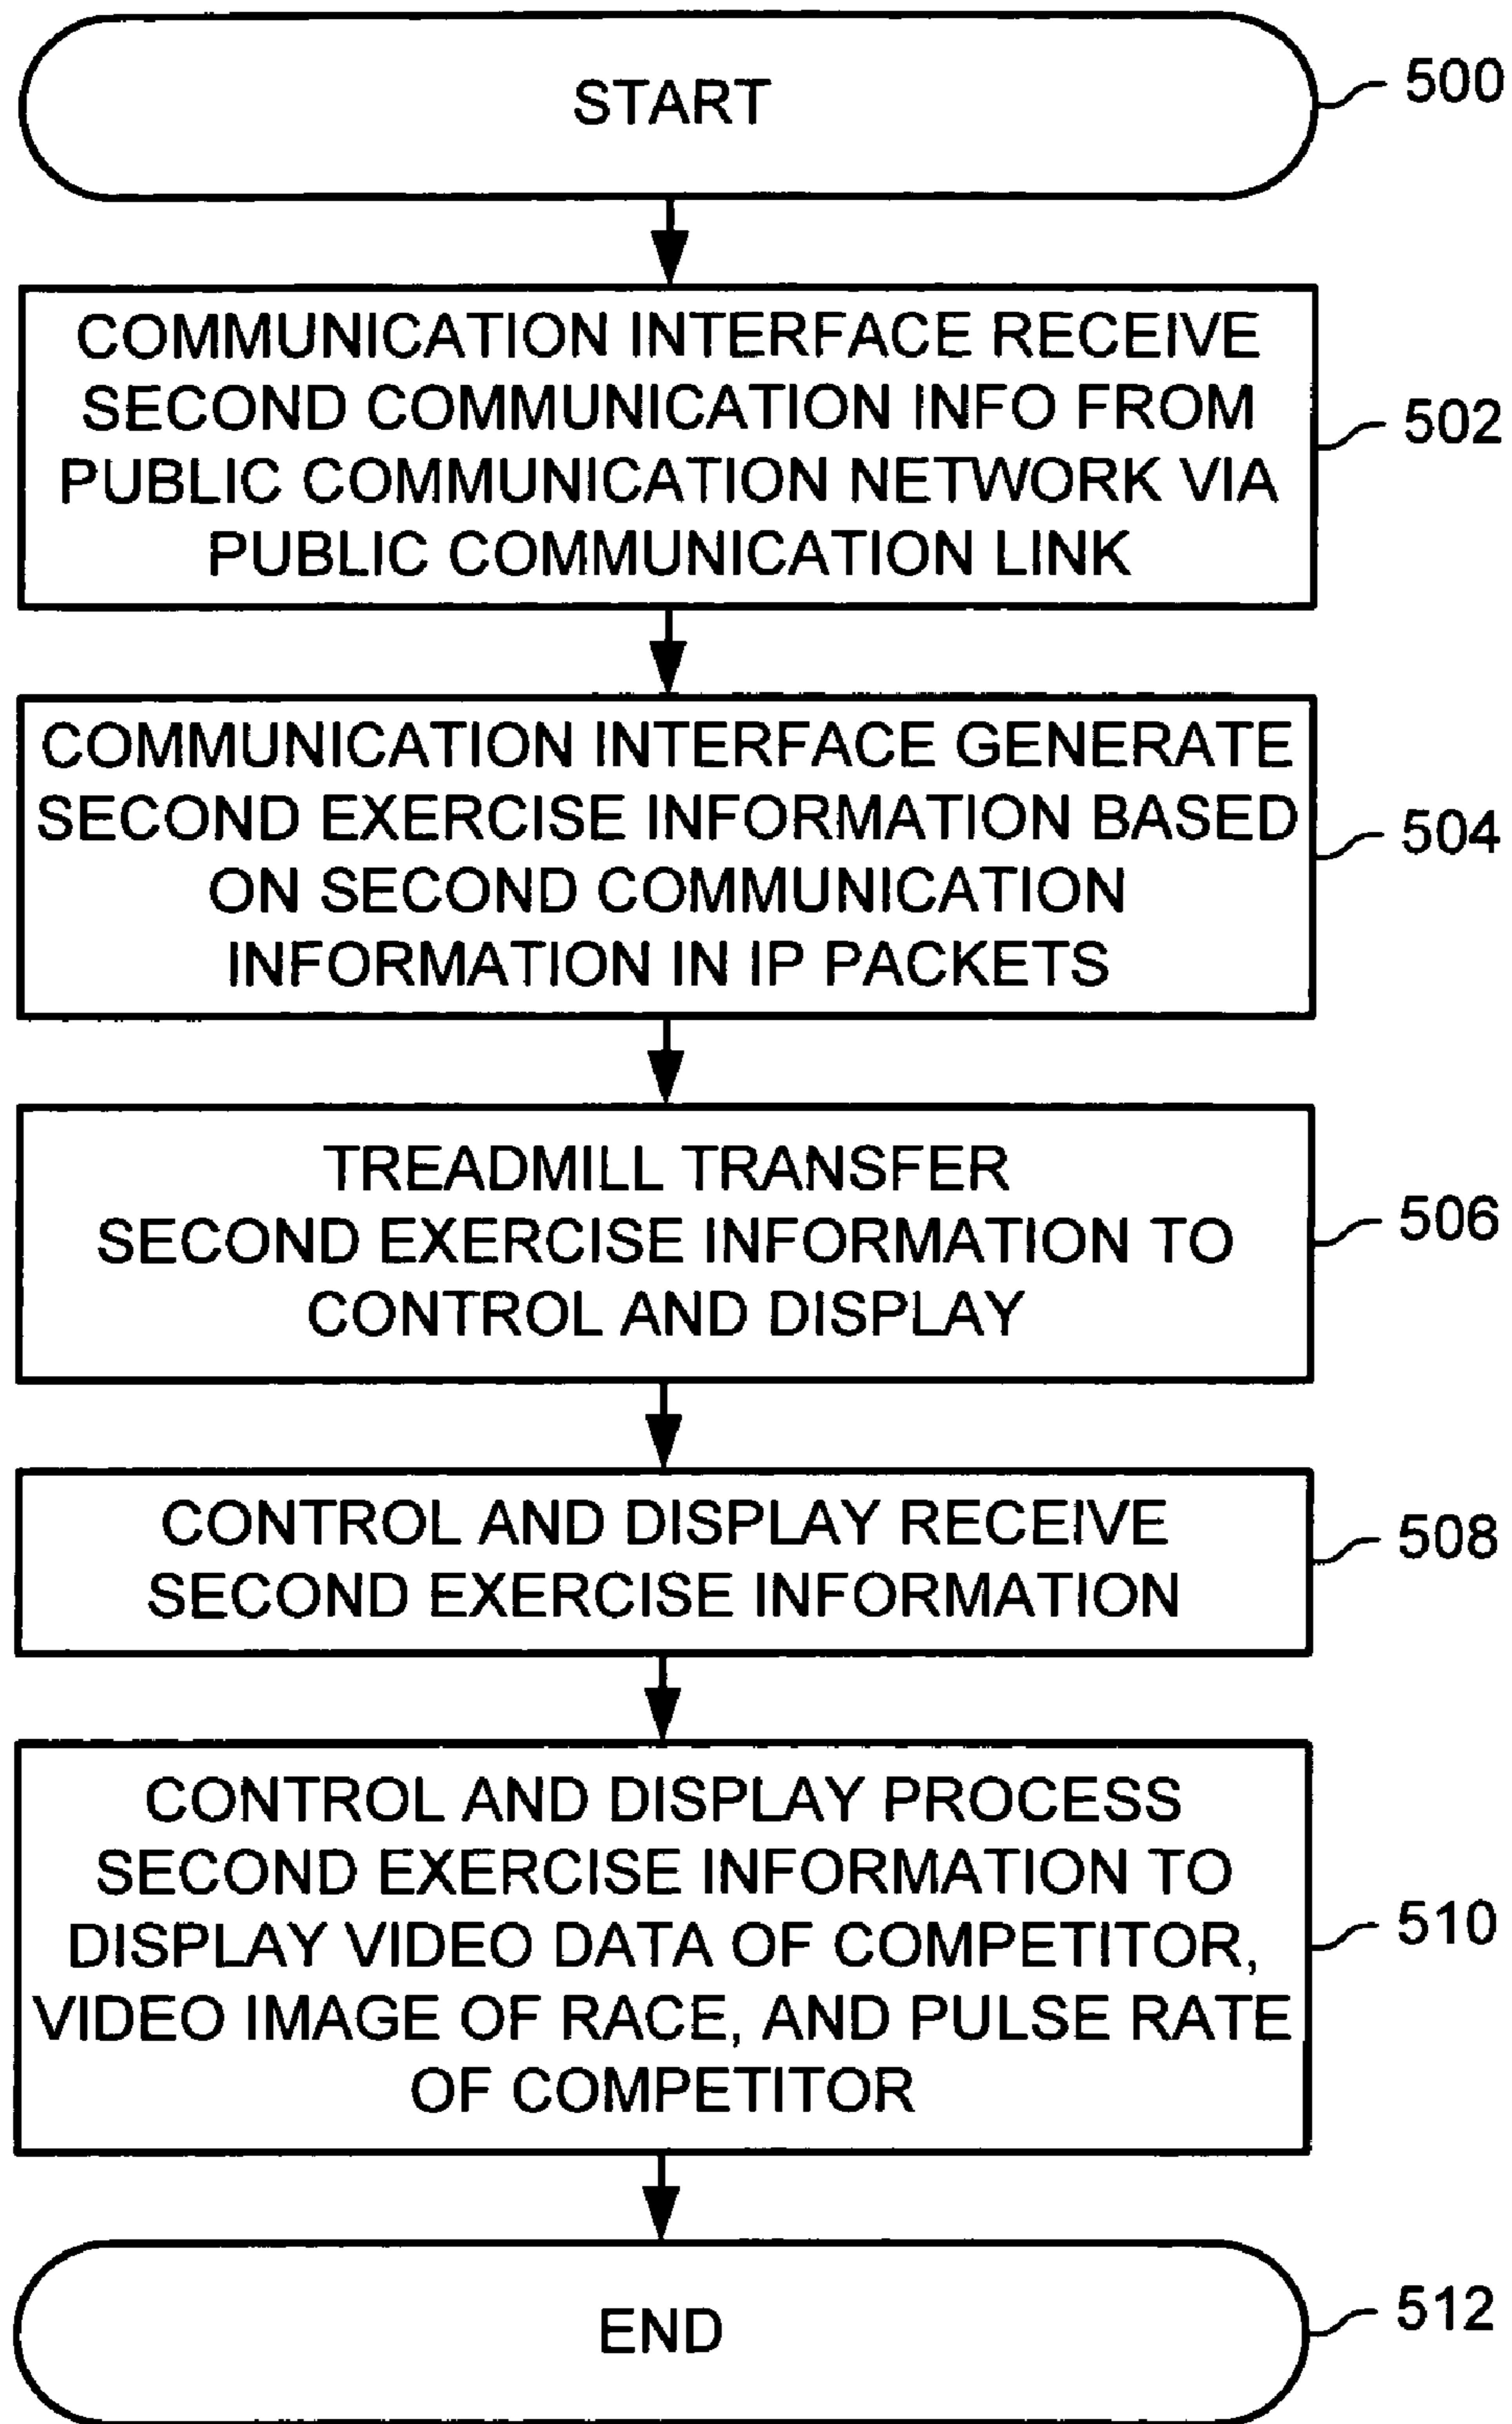 START
500
COMMUNICATION INTERFACE RECEIVE
SECOND COMMUNICATION INFO FROM
PUBLIC COMMUNICATION NETWORK VIA
PUBLIC COMMUNICATION LINK
502
COMMUNICATION INTERFACE GENERATE
SECOND EXERCISE INFORMATION BASED
ON SECOND COMMUNICATION
INFORMATION IN IP PACKETS
504
TREADMILL TRANSFER
SECOND EXERCISE INFORMATION TO
CONTROL AND DISPLAY
506
CONTROL AND DISPLAY RECEIVE
SECOND EXERCISE INFORMATION
508
CONTROL AND DISPLAY PROCESS
SECOND EXERCISE INFORMATION TO
DISPLAY VIDEO DATA OF COMPETITOR,
VIDEO IMAGE OF RACE, AND PULSE RATE
OF COMPETITOR
510
END
512